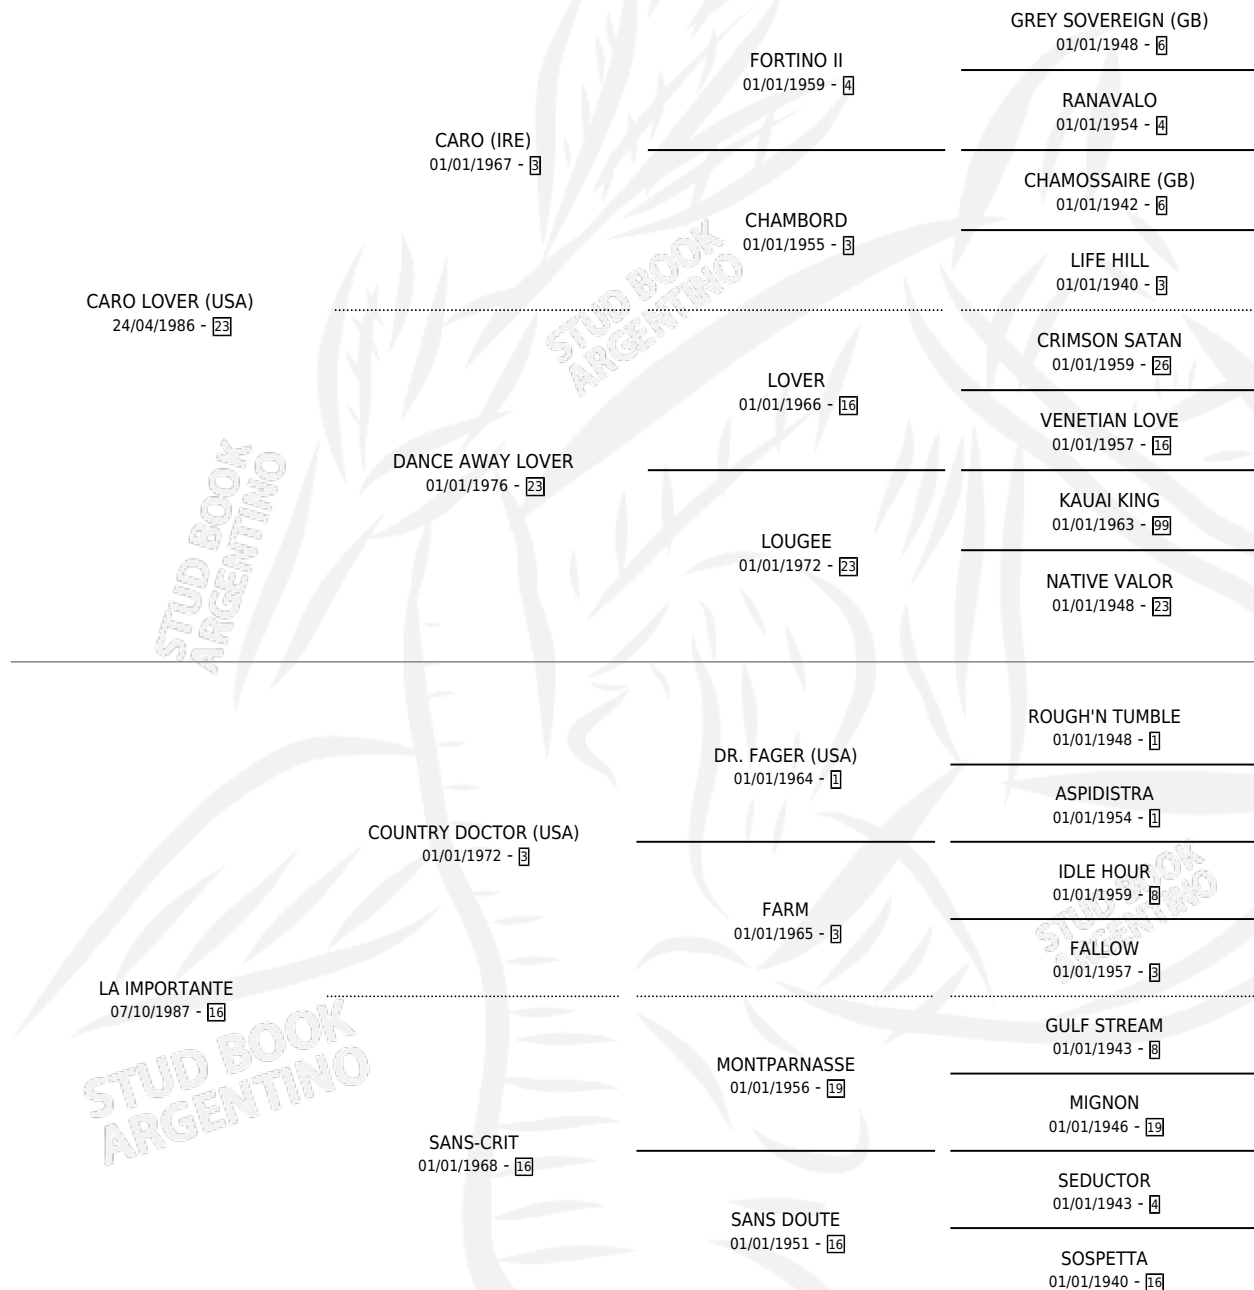 GREY SOVEREIGN (GB)
01/01/1948 - 6
FORTINO II
01/01/1959 - 4
RANAVALO
01/01/1954 - 4
CARO (IRE)
01/01/1967 - 3
CHAMOSSAIRE (GB)
01/01/1942 - 6
CHAMBORD
01/01/1955 - 3
LIFE HILL
01/01/1940 - 3
CARO LOVER (USA)
24/04/1986 - 23
CRIMSON SATAN
01/01/1959 - 26
LOVER
01/01/1966 - 16
VENETIAN LOVE
01/01/1957 - 16
DANCE AWAY LOVER
01/01/1976 - 23
KAUAI KING
01/01/1963 - 99
LOUGEE
01/01/1972 - 23
NATIVE VALOR
01/01/1948 - 23
ROUGH'N TUMBLE
01/01/1948 - 1
DR. FAGER (USA)
01/01/1964 - 1
ASPIDISTRA
01/01/1954 - 1
COUNTRY DOCTOR (USA)
01/01/1972 - 3
IDLE HOUR
01/01/1959 - 8
FARM
01/01/1965 - 3
FALLOW
01/01/1957 - 3
LA IMPORTANTE
07/10/1987 - 16
GULF STREAM
01/01/1943 - 8
MONTPARNASSE
01/01/1956 - 19
MIGNON
01/01/1946 - 19
SANS-CRIT
01/01/1968 - 16
SEDUCTOR
01/01/1943 - 4
SANS DOUTE
01/01/1951 - 16
SOSPETTA
01/01/1940 - 16
STUD BOOK
ARGENTINO
STUD BOOK
ARGENTINO
STUD BOOK
ARGENTINO
STUD BOOK
ARGENTINO